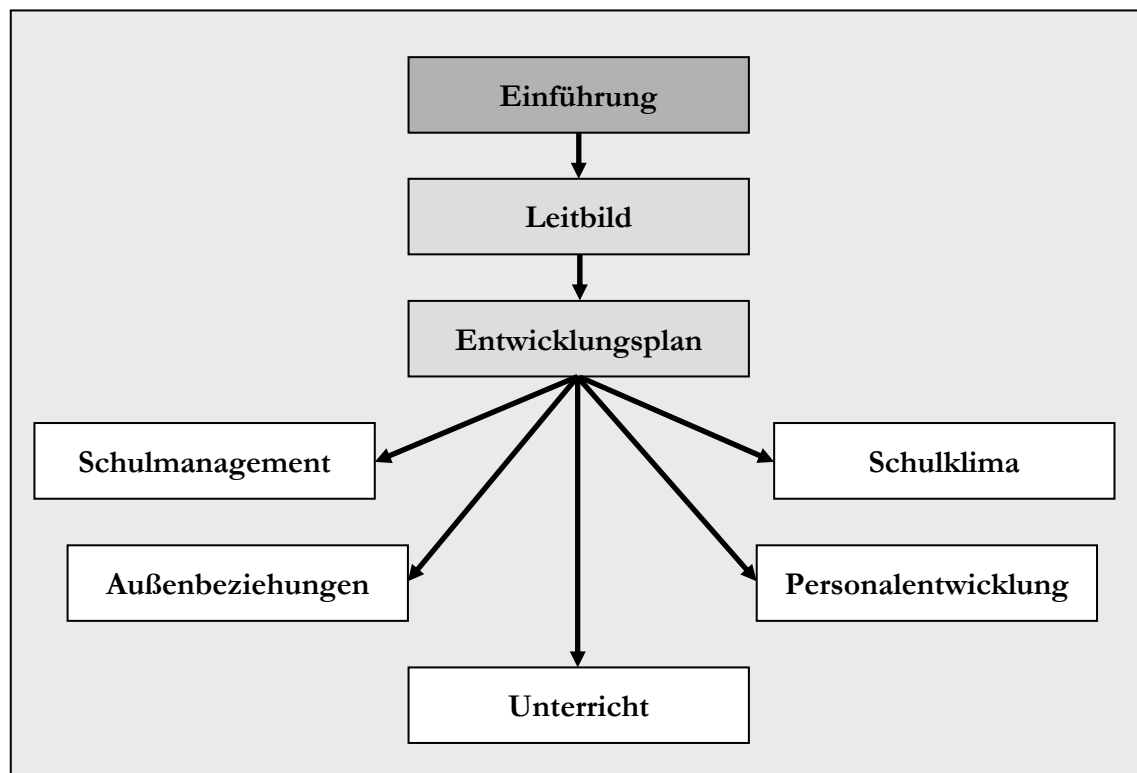 Einführung
Leitbild
Entwicklungsplan
Schulmanagement
Schulklima
Außenbeziehungen
Personalentwicklung
Unterricht